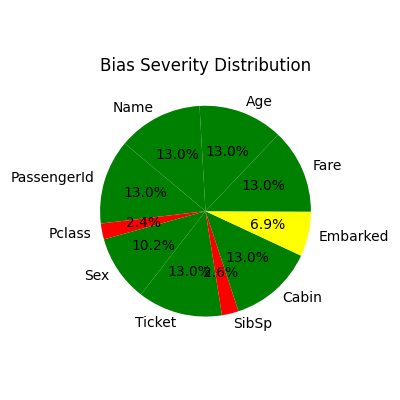 Bias Severity Distribution
Fare
13.0%
Age
13.0%
Name
13.0%
PassengerId
13.0%
Pclass
2.4%
Sex
10.2%
Ticket
13.0%
SibSp
2.6%
Cabin
13.0%
Embarked
6.9%